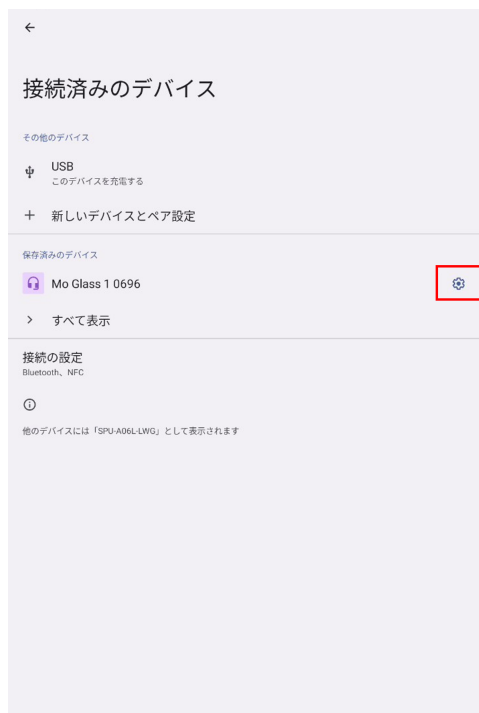 接続済みのデバイス
その他のデバイス
USB
このデバイスを充電する
新しいデバイスとペア設定
保存済みのデバイス
Mo Glass 1 0696
すべて表示
接続の設定
Bluetooth、NFC
他のデバイスには「SPU-A06L-LWG」として表示されます